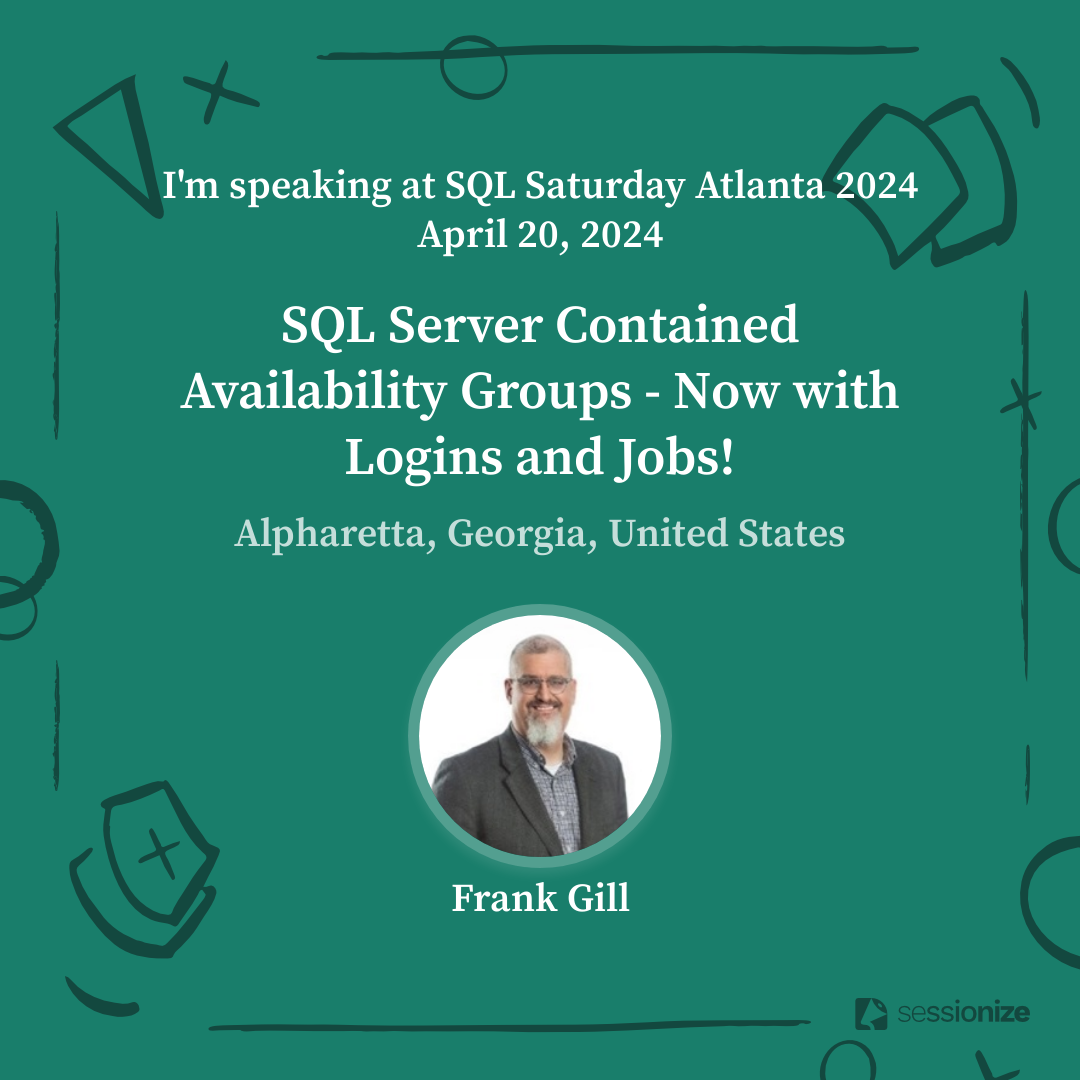 I'm speaking at SQL Saturday Atlanta 2024
April 20, 2024
SQL Server Contained
Availability Groups - Now with
Logins and Jobs!
Alpharetta, Georgia, United States
Frank Gill
sessionize